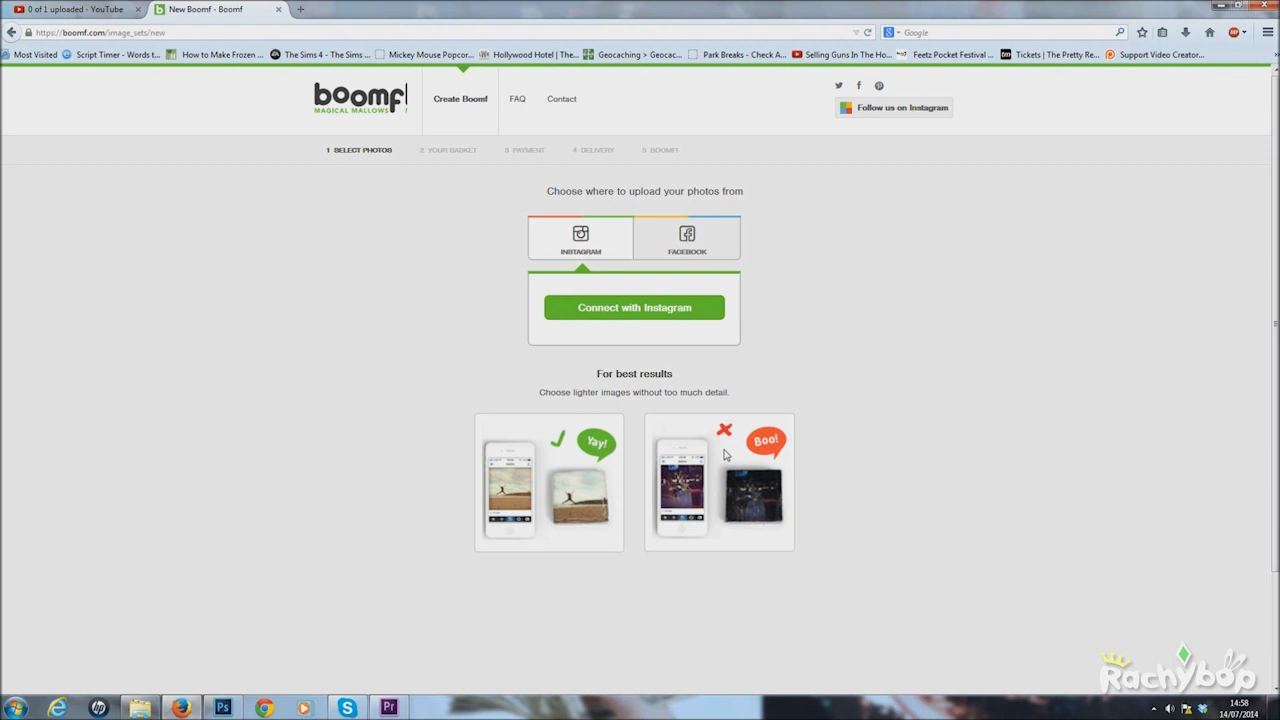 0 of 1 uploaded - YouTube
New Boomf - Boomf
https://boomf.com/image_sets/new
Google
Most Visited
Script Timer - Words t...
How to Make Frozen ...
The Sims 4 - The Sims ...
Mickey Mouse Popcor...
Hollywood Hotel | The...
Geocaching > Geocac...
Park Breaks - Check A...
Selling Guns In The Ho...
Feetz Pocket Festival ...
Tickets | The Pretty Re...
Support Video Creator...
boomf!
MAGICAL MALLOWS
Create Boomf
FAQ
Contact
Follow us on Instagram
1 SELECT PHOTOS
2 YOUR BASKET
3 PAYMENT
4 DELIVERY
5 BOOMF!
Choose where to upload your photos from
INSTAGRAM
FACEBOOK
Connect with Instagram
For best results
Choose lighter images without too much detail.
Yay!
Boo!
Rachybop
14:58
14/07/2014